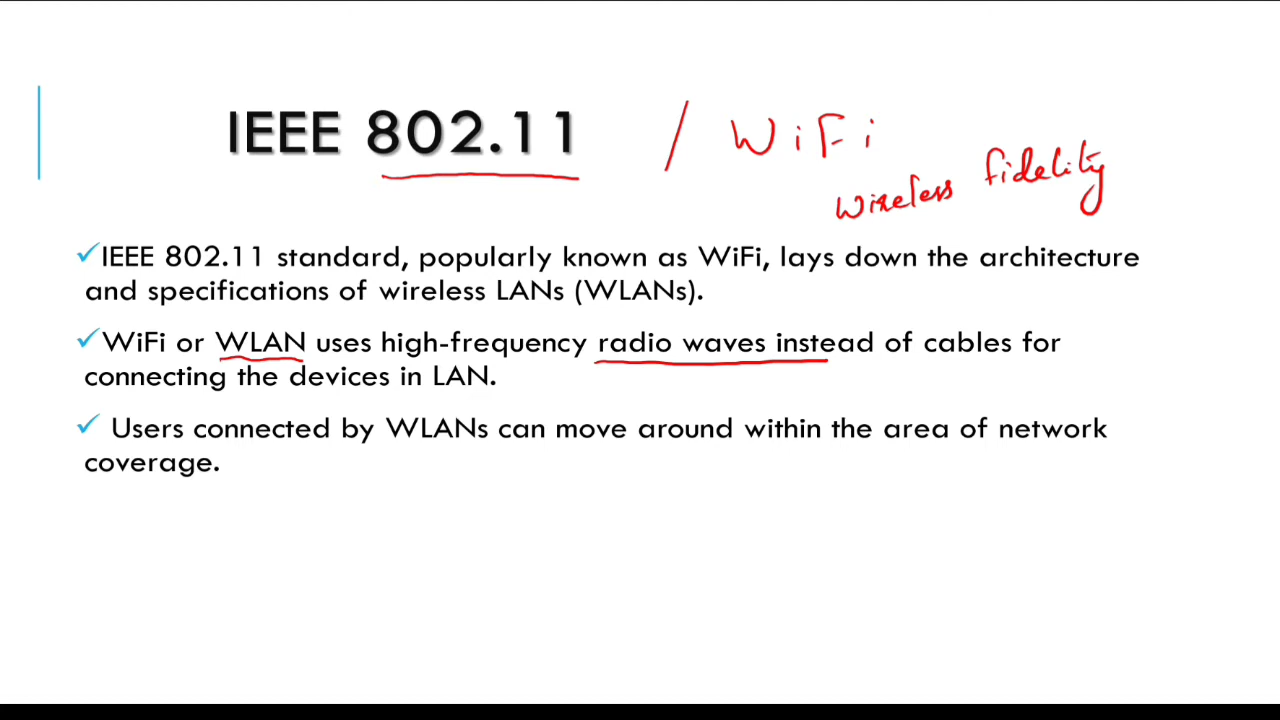 IEEE 802.11 / WiFi
wireless fidelity
✓IEEE 802.11 standard, popularly known as WiFi, lays down the architecture
and specifications of wireless LANs (WLANs).
✓WiFi or WLAN uses high-frequency radio waves instead of cables for
connecting the devices in LAN.
✓ Users connected by WLANs can move around within the area of network
coverage.